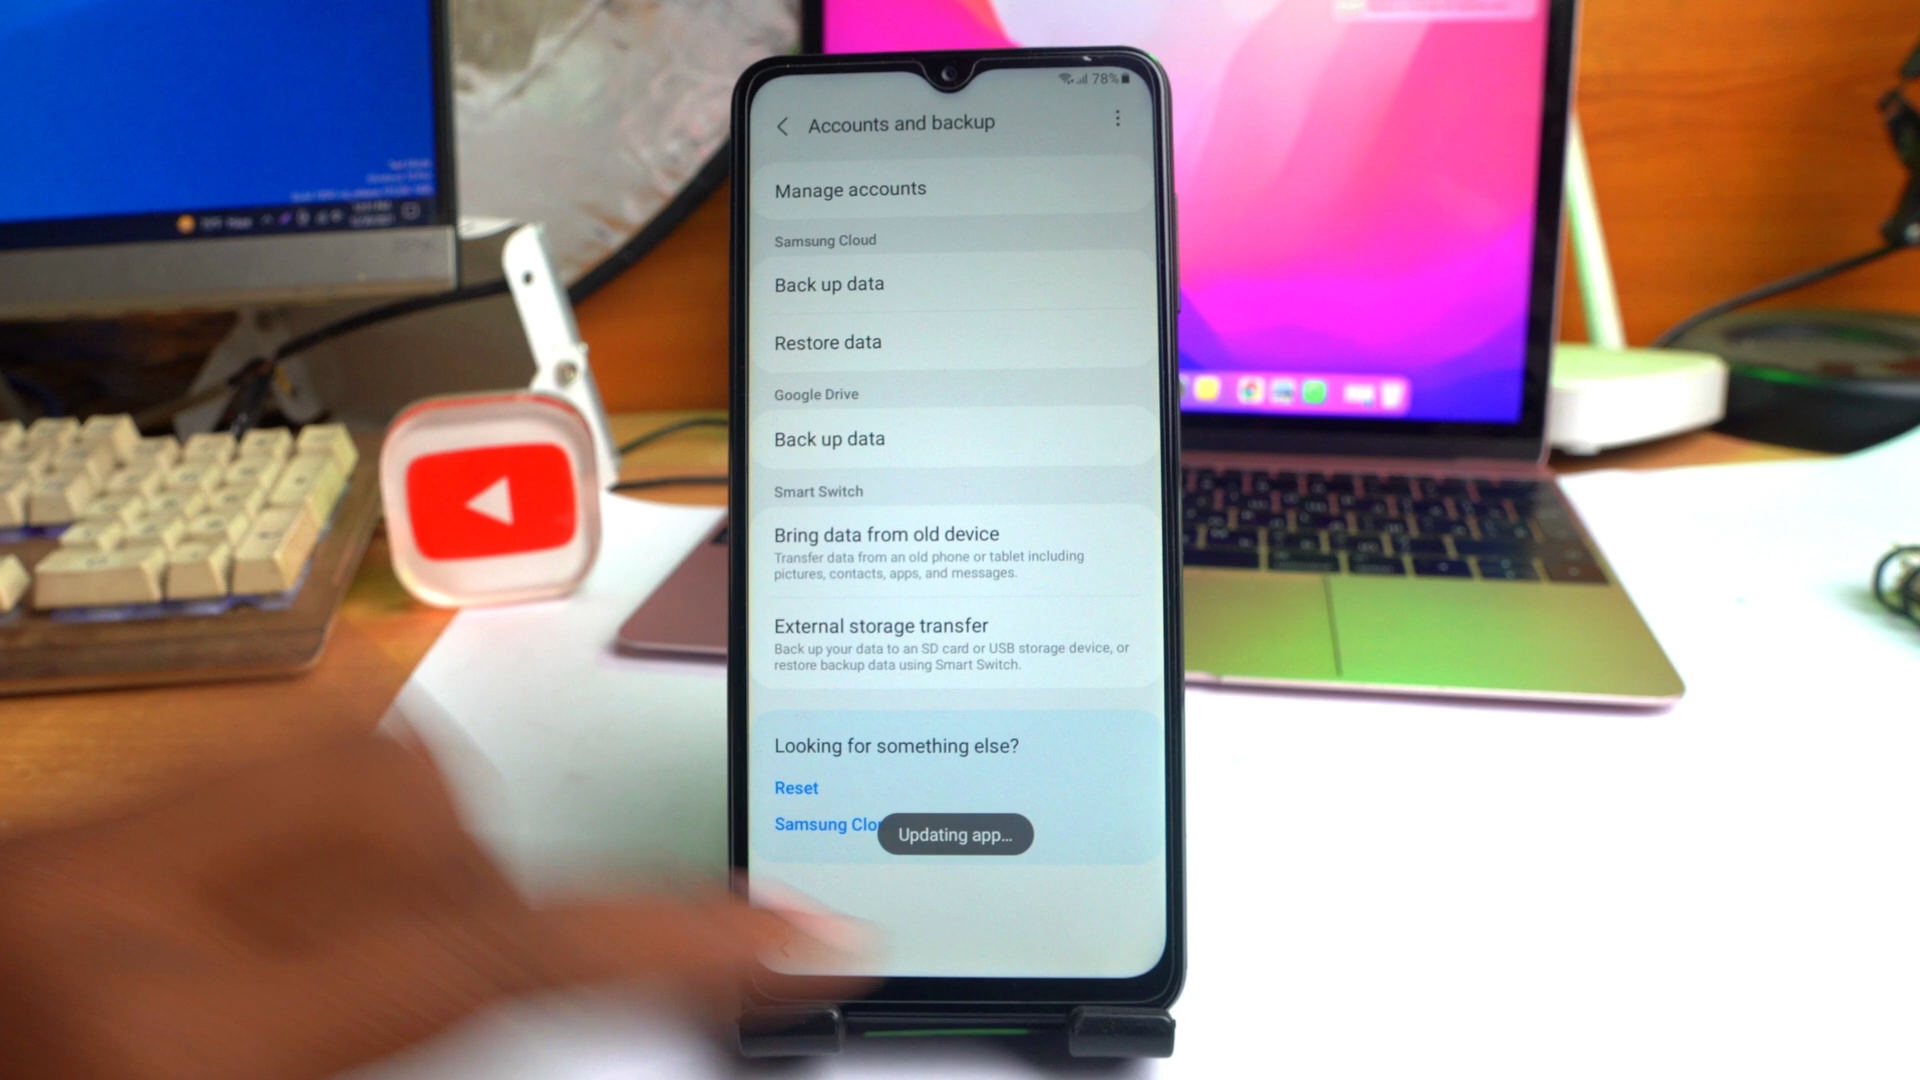 78%
Accounts and backup
Manage accounts
Samsung Cloud
Back up data
Restore data
Google Drive
Back up data
Smart Switch
Bring data from old device
Transfer data from an old phone or tablet including
pictures, contacts, apps, and messages.
External storage transfer
Back up your data to an SD card or USB storage device, or
restore backup data using Smart Switch.
Looking for something else?
Reset
Samsung Clo
Updating app...